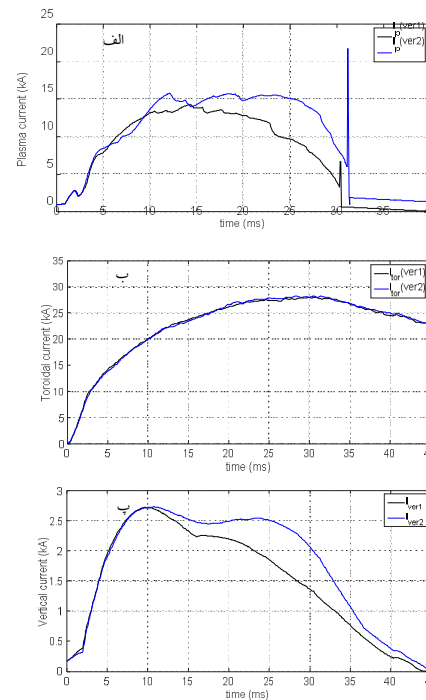 الف
25
20
15
10
5
0
Plasma current (kA)
I (ver1)
p
I (ver2)
p
0 5 10 15 20 25 30 35
time (ms)
ب
35
30
25
20
15
10
5
0
Toroidal current (kA)
I tor (ver1)
I tor (ver2)
0 5 10 15 20 25 30 35 40 4
time (ms)
پ
3
2.5
2
1.5
1
0.5
0
Vertical current (kA)
I ver1
I ver2
0 5 10 15 20 25 30 35 40 4
time (ms)